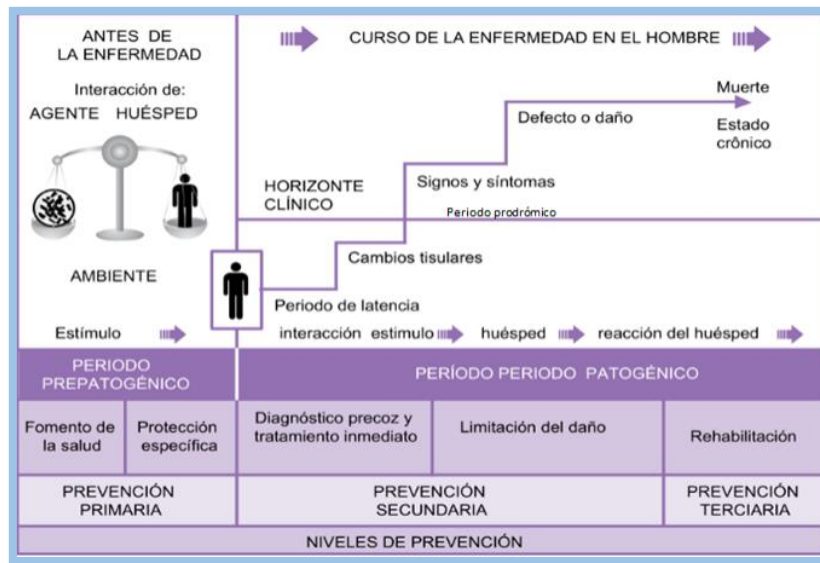 ANTES DE
LA ENFERMEDAD
CURSO DE LA ENFERMEDAD EN EL HOMBRE
Interacción de:
AGENTE HUÉSPED
Muerte
Defecto o daño
Estado
crônico
HORIZONTE
CLÍNICO
Signos y síntomas
Periodo prodrómico
AMBIENTE
Cambios tisulares
Periodo de latencia
Estímulo
interacción estimulo
huésped
reacción del huésped
PERIODO
PREPATOGÉNICO
PERÍODO PERIODO PATOGÉNICO
Fomento de
la salud
Protección
específica
Diagnóstico precoz y
tratamiento inmediato
Limitación del daño
Rehabilitación
PREVENCIÓN
PRIMARIA
PREVENCIÓN
SECUNDARIA
PREVENCIÓN
TERCIARIA
NIVELES DE PREVENCIÓN